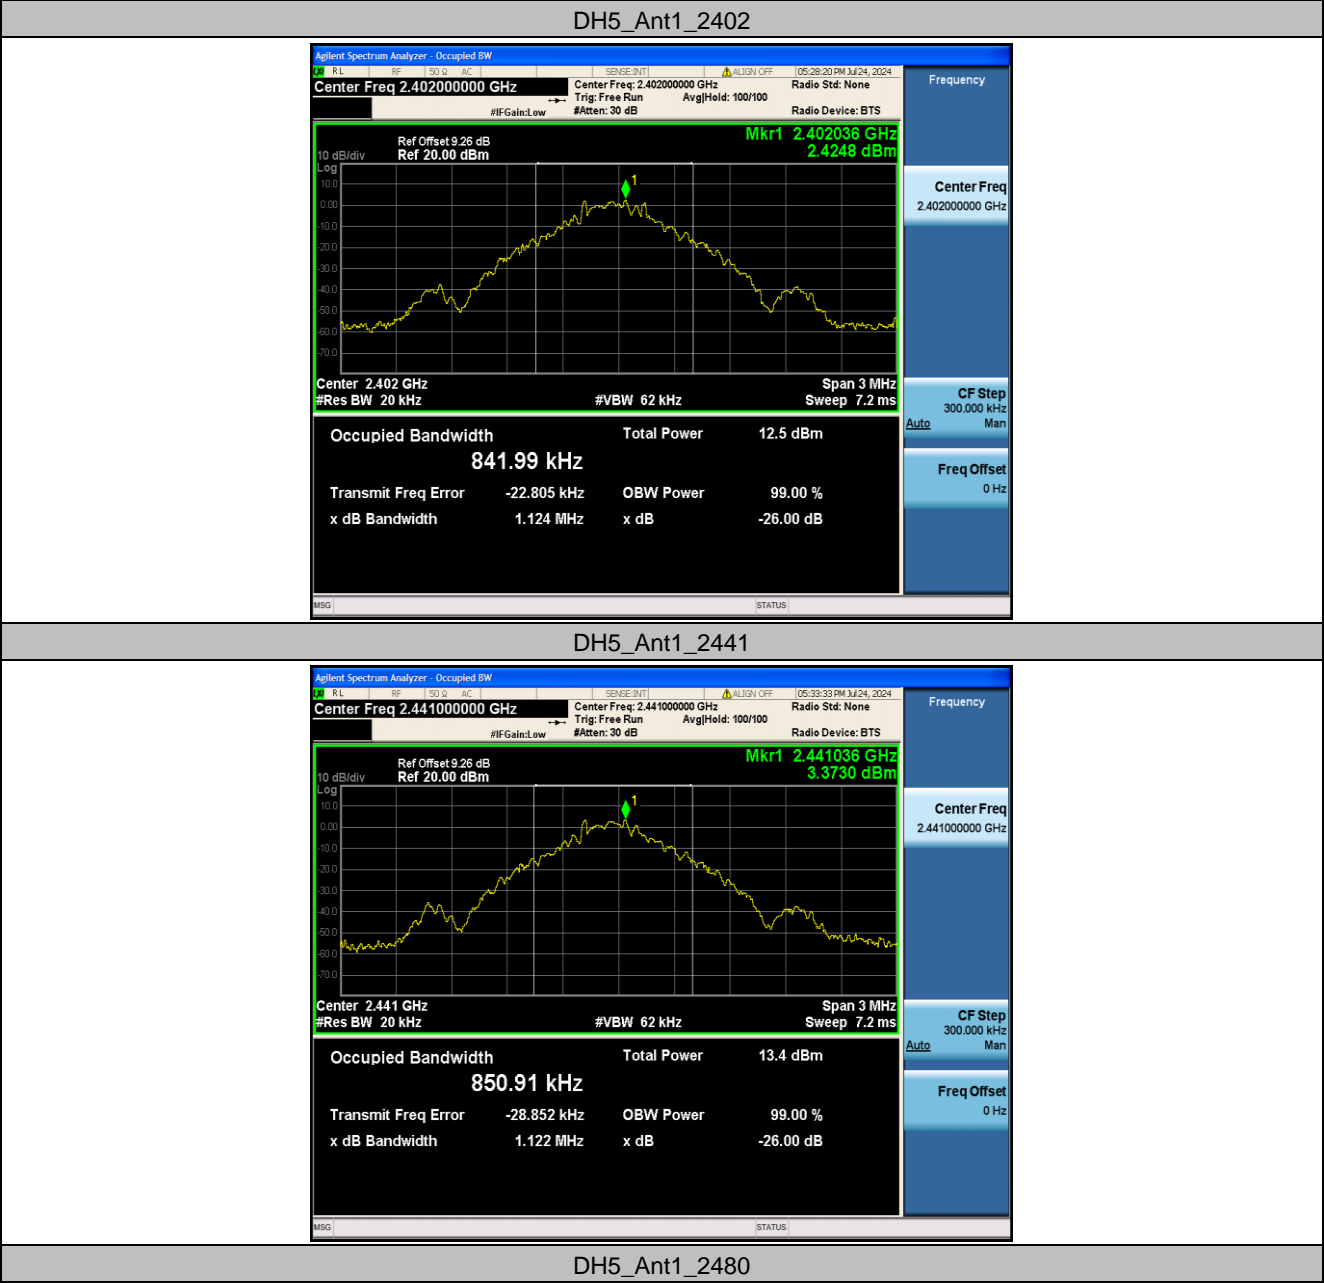 DH5_Ant1_2402
Agilent Spectrum Analyzer - Occupied BW
LXI RL RF 50 Ω AC SENSE:INT ALIGN OFF 05:28:20 PM Jul 24, 2024
Center Freq 2.402000000 GHz
Center Freq: 2.402000000 GHz
Radio Std: None
Trig: Free Run Avg|Hold: 100/100
#IFGain:Low #Atten: 30 dB Radio Device: BTS
Mkr1 2.402036 GHz
2.4248 dBm
Ref Offset 9.26 dB
10 dB/div Ref 20.00 dBm
Log
10.0
0.00
-10.0
-20.0
-30.0
-40.0
-50.0
-60.0
-70.0
1
Center 2.402 GHz Span 3 MHz
#Res BW 20 kHz #VBW 62 kHz Sweep 7.2 ms
Occupied Bandwidth Total Power 12.5 dBm
841.99 kHz
Transmit Freq Error -22.805 kHz OBW Power 99.00 %
x dB Bandwidth 1.124 MHz x dB -26.00 dB
MSG STATUS
Frequency
Center Freq
2.402000000 GHz
CF Step
300.000 kHz
Auto Man
Freq Offset
0 Hz
DH5_Ant1_2441
Agilent Spectrum Analyzer - Occupied BW
LXI RL RF 50 Ω AC SENSE:INT ALIGN OFF 05:33:33 PM Jul 24, 2024
Center Freq 2.441000000 GHz
Center Freq: 2.441000000 GHz
Radio Std: None
Trig: Free Run Avg|Hold: 100/100
#IFGain:Low #Atten: 30 dB Radio Device: BTS
Mkr1 2.441036 GHz
3.3730 dBm
Ref Offset 9.26 dB
10 dB/div Ref 20.00 dBm
Log
10.0
0.00
-10.0
-20.0
-30.0
-40.0
-50.0
-60.0
-70.0
1
Center 2.441 GHz Span 3 MHz
#Res BW 20 kHz #VBW 62 kHz Sweep 7.2 ms
Occupied Bandwidth Total Power 13.4 dBm
850.91 kHz
Transmit Freq Error -28.852 kHz OBW Power 99.00 %
x dB Bandwidth 1.122 MHz x dB -26.00 dB
MSG STATUS
Frequency
Center Freq
2.441000000 GHz
CF Step
300.000 kHz
Auto Man
Freq Offset
0 Hz
DH5_Ant1_2480